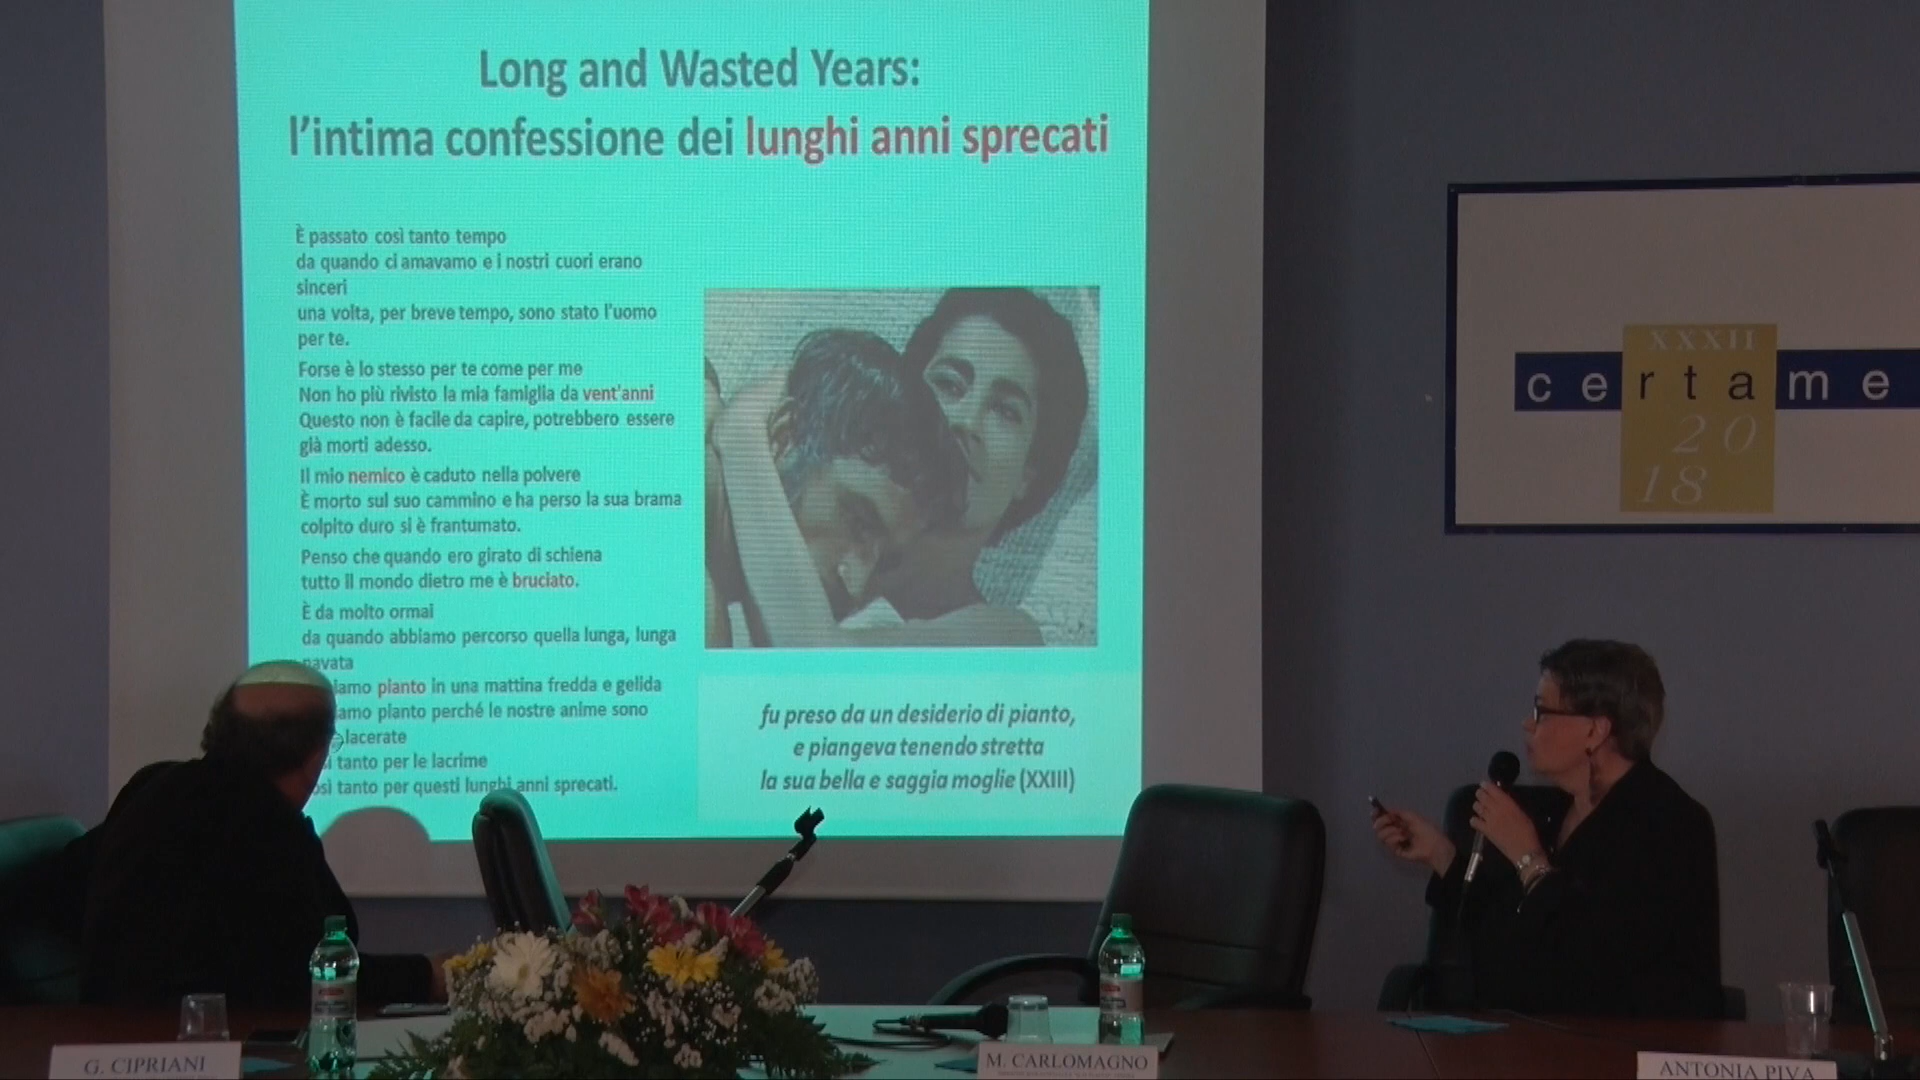 Long and Wasted Years:
l'intima confessione dei lunghi anni sprecati
È passato così tanto tempo
da quando ci amavamo e i nostri cuori erano
sinceri
una volta, per breve tempo, sono stato l'uomo
per te.
Forse è lo stesso per te come per me
Non ho più rivisto la mia famiglia da vent'anni
Questo non è facile da capire, potrebbero essere
già morti adesso.
Il mio nemico è caduto nella polvere
È morto sul suo cammino e ha perso la sua brama
colpito duro si è frantumato.
Penso che quando ero girato di schiena
tutto il mondo dietro me è bruciato.
È da molto ormai
da quando abbiamo percorso quella lunga, lunga
navata
iamo pianto in una mattina fredda e gelida
iamo pianto perché le nostre anime sono
lacerate
tanto per le lacrime
osì tanto per questi lunghi anni sprecati.
fu preso da un desiderio di pianto,
e piangeva tenendo stretta
la sua bella e saggia moglie (XXIII)
XXXII
certame
20
18
G. CIPRIANI
M. CARLOMAGNO
ANTONIA PIVA